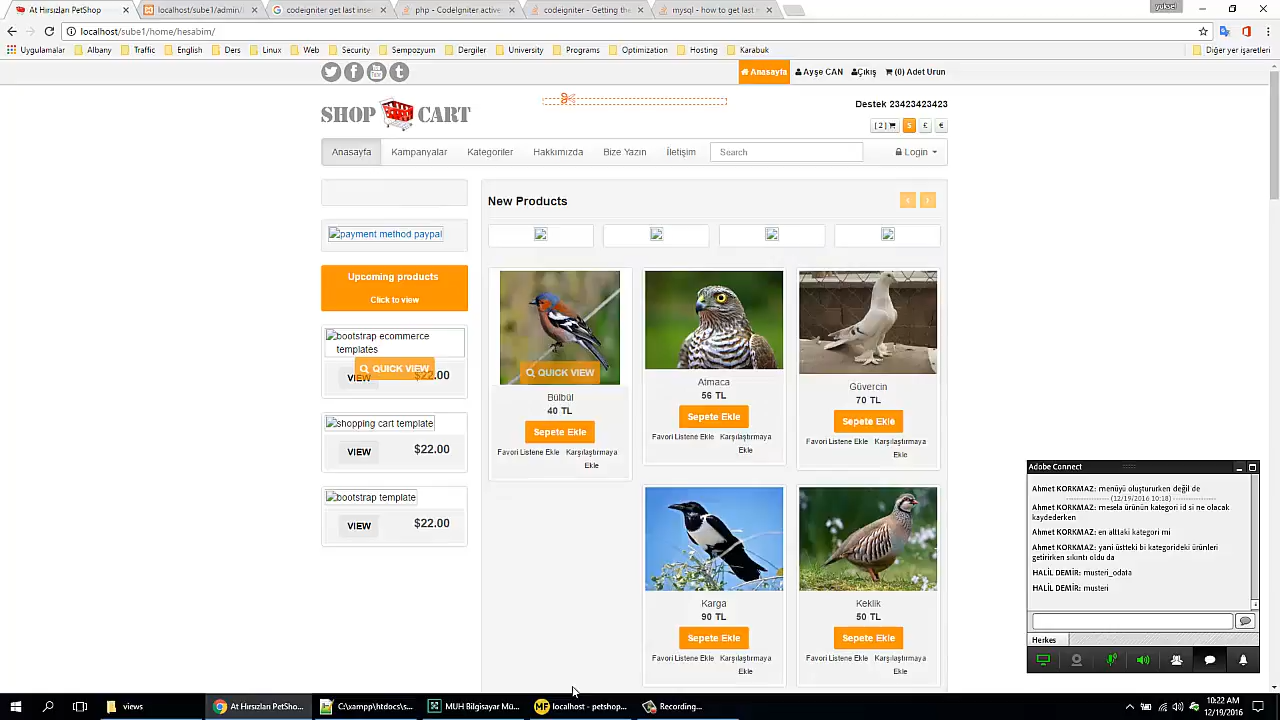 At Hırsızları PetShop
localhost/sube1/admin/
codeigniter get last inser
php - CodeIgniter active
codeigniter - Getting the
mysql - how to get last w
yuksel
localhost/sube1/home/hesabim/
Uygulamalar
Albany
Traffic
English
Ders
Linux
Web
Security
Sempozyum
Dergiler
University
Programs
Optimization
Hosting
Karabuk
Diğer yer işaretleri
Anasayfa
Ayşe CAN
Çıkış
(0) Adet Urun
SHOP CART
Destek 23423423423
[ 2 ]
$
£
€
Anasayfa
Kampanyalar
Kategoriler
Hakkımızda
Bize Yazın
İletişim
Search
Login
payment method paypal
Upcoming products
Click to view
bootstrap ecommerce
templates
QUICK VIEW
VIEW
$22.00
shopping cart template
VIEW
$22.00
bootstrap template
VIEW
$22.00
New Products
QUICK VIEW
Bülbül
40 TL
Sepete Ekle
Favori Listene Ekle
Karşılaştırmaya
Ekle
Atmaca
56 TL
Sepete Ekle
Favori Listene Ekle
Karşılaştırmaya
Ekle
Güvercin
70 TL
Sepete Ekle
Favori Listene Ekle
Karşılaştırmaya
Ekle
Karga
90 TL
Sepete Ekle
Favori Listene Ekle
Karşılaştırmaya
Ekle
Keklik
50 TL
Sepete Ekle
Favori Listene Ekle
Karşılaştırmaya
Ekle
Adobe Connect
Ahmet KORKMAZ: menüyü oluştururken değil de
(12/19/2016 10:18)
Ahmet KORKMAZ: mesela ürünün kategori id si ne olacak
kaydederken
Ahmet KORKMAZ: en alttaki kategori mi
Ahmet KORKMAZ: yani üstteki bi kategorideki ürünleri
getirirken sıkıntı oldu da
HALİL DEMİR: musteri_odata
HALİL DEMİR: musteri
Herkes
views
At Hırsızları PetSho...
C:\xampp\htdocs\s...
MUH Bilgisayar Mü...
localhost - petshop...
Recording...
10:22 AM
12/19/2016